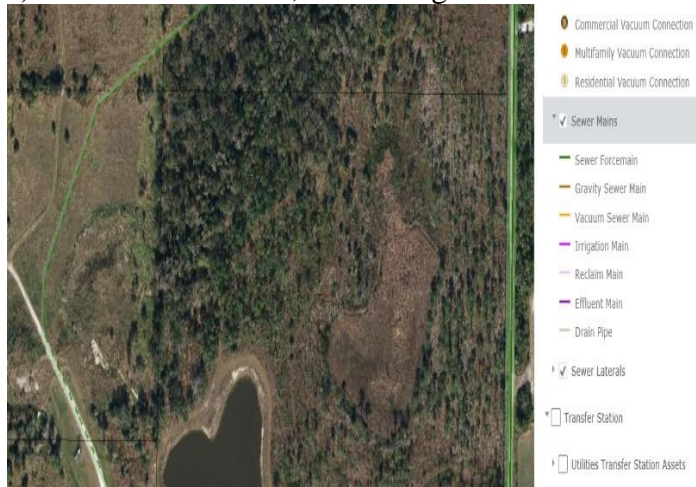 Commercial Vacuum Connection
Multifamily Vacuum Connection
Residential Vacuum Connection
Sewer Mains
Sewer Forcemain
Gravity Sewer Main
Vacuum Sewer Main
Irrigation Main
Reclaim Main
Effluent Main
Drain Pipe
Sewer Laterals
Transfer Station
Utilities Transfer Station Assets